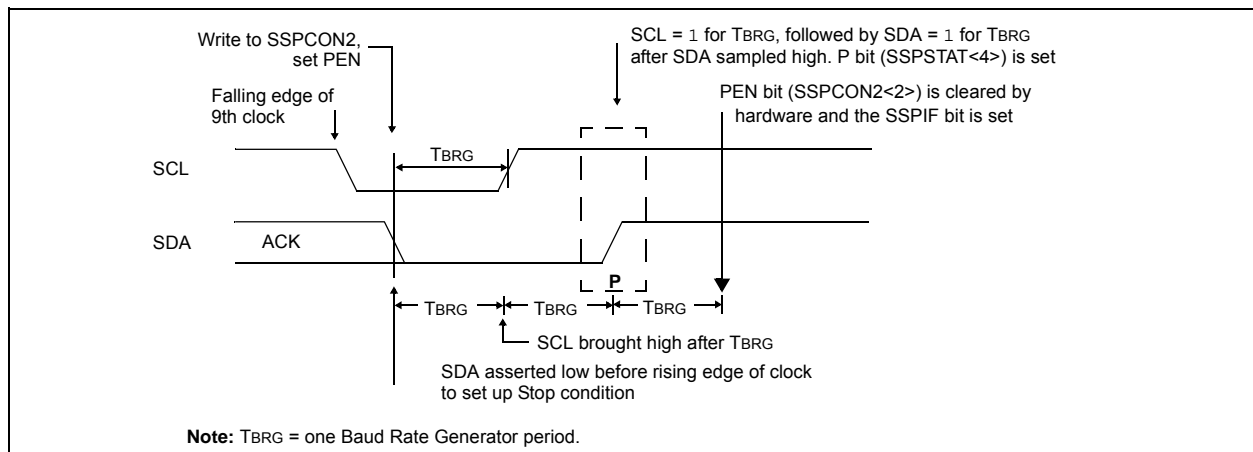 Write to SSPCON2,
set PEN
SCL = 1 for TBRG, followed by SDA = 1 for TBRG
after SDA sampled high. P bit (SSPSTAT<4>) is set
PEN bit (SSPCON2<2>) is cleared by
hardware and the SSPIF bit is set
Falling edge of
9th clock
TBRG
SCL
SDA
ACK
P
TBRG
TBRG
TBRG
SCL brought high after TBRG
SDA asserted low before rising edge of clock
to set up Stop condition
Note: TBRG = one Baud Rate Generator period.